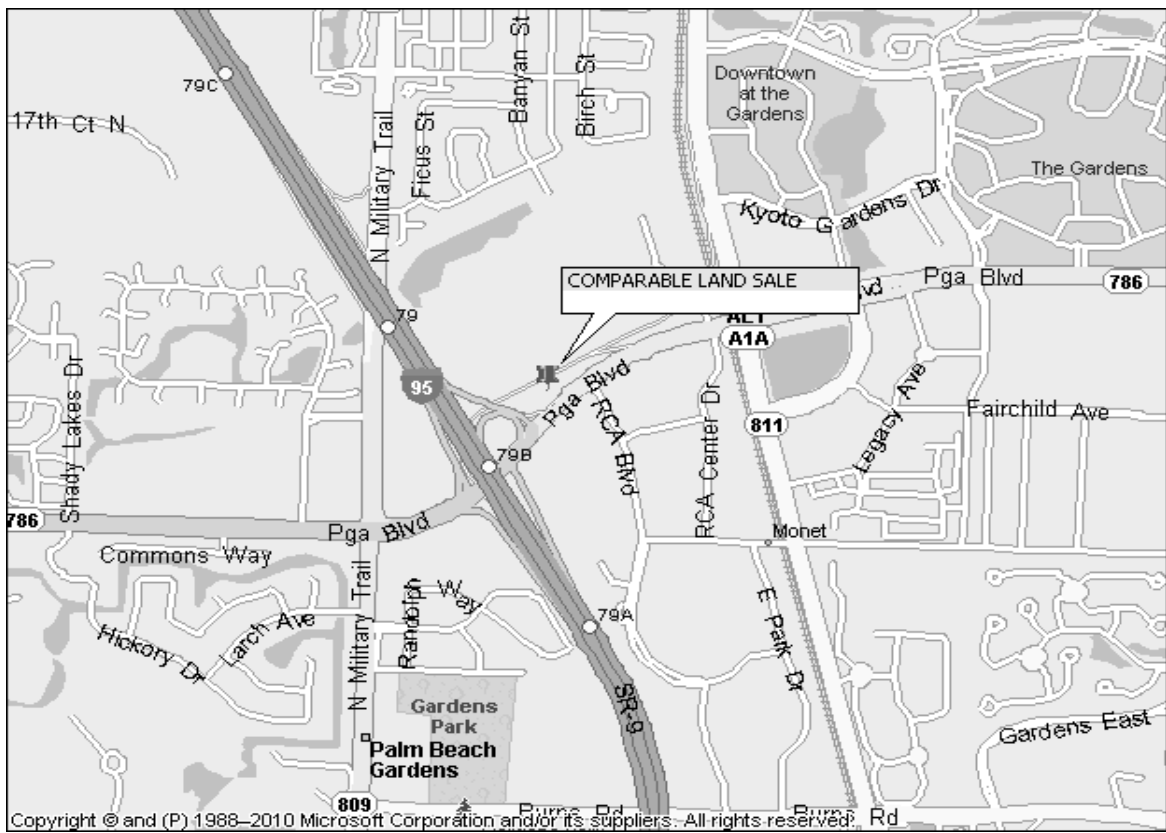 79C
17th Ct N
N Military Trail
Ficus St
Banyan St
Birch St
Downtown
at the
Gardens
The Gardens
Kyoto Gardens Dr
COMPARABLE LAND SALE
Blvd
Pga Blvd
786
ALT
A1A
79
95
Pga Blvd
RCA Blvd
RCA Center Dr
811
Legacy Ave
Fairchild Ave
Shady Lakes Dr
79B
786
Pga Blvd
Commons Way
Monet
N Military Trail
Randolph Way
79A
E Park Dr
Hickory Dr
Larch Ave
SR-9
Gardens
Park
Palm Beach
Gardens
Gardens East
809
Burns Rd
Burns Rd
Copyright © and (P) 1988–2010 Microsoft Corporation and/or its suppliers. All rights reserved.